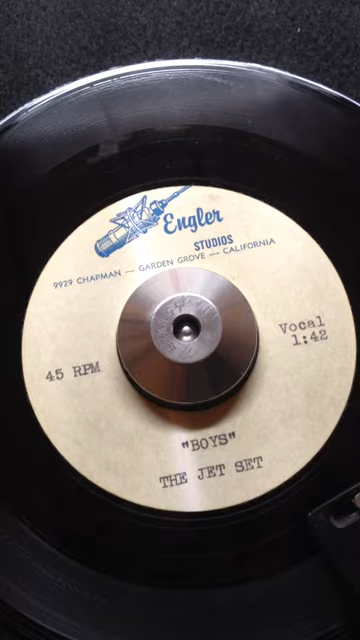 Engler
STUDIOS
9929 CHAPMAN — GARDEN GROVE — CALIFORNIA
Vocal
1:42
45 RPM
"BOYS"
THE JET SET